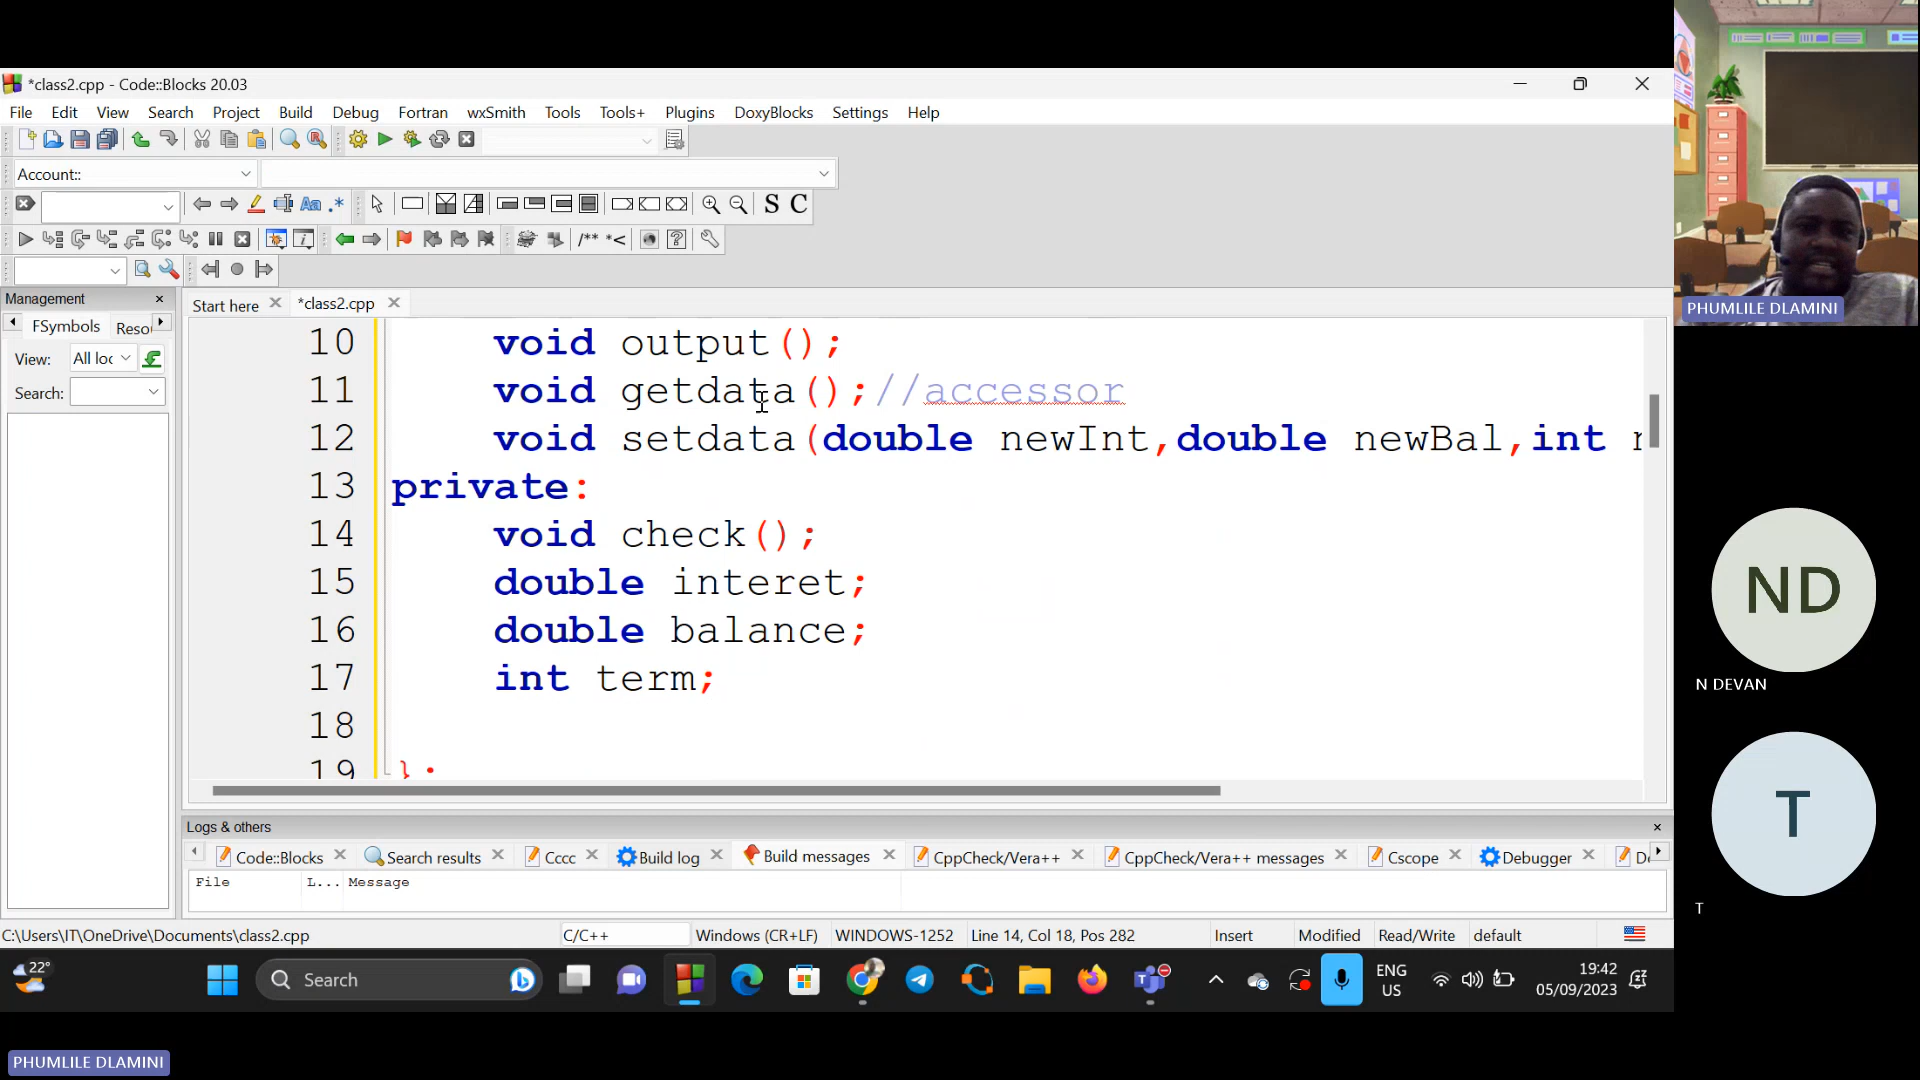 *class2.cpp - Code::Blocks 20.03
File Edit View Search Project Build Debug Fortran wxSmith Tools Tools+ Plugins DoxyBlocks Settings Help
Account::
S C
/** *<
Management
Start here *class2.cpp
FSymbols Reso
View: All loc
Search:
10 void output();
11 void getdata();//accessor
12 void setdata(double newInt,double newBal,int
13 private:
14 void check();
15 double interet;
16 double balance;
17 int term;
18
19 };
Logs & others
Code::Blocks Search results Cccc Build log Build messages CppCheck/Vera++ CppCheck/Vera++ messages Cscope Debugger
File L... Message
C:\Users\IT\OneDrive\Documents\class2.cpp C/C++ Windows (CR+LF) WINDOWS-1252 Line 14, Col 18, Pos 282 Insert Modified Read/Write default
22° Search ENG US 19:42 05/09/2023
PHUMLILE DLAMINI
ND
N DEVAN
T
T
PHUMLILE DLAMINI